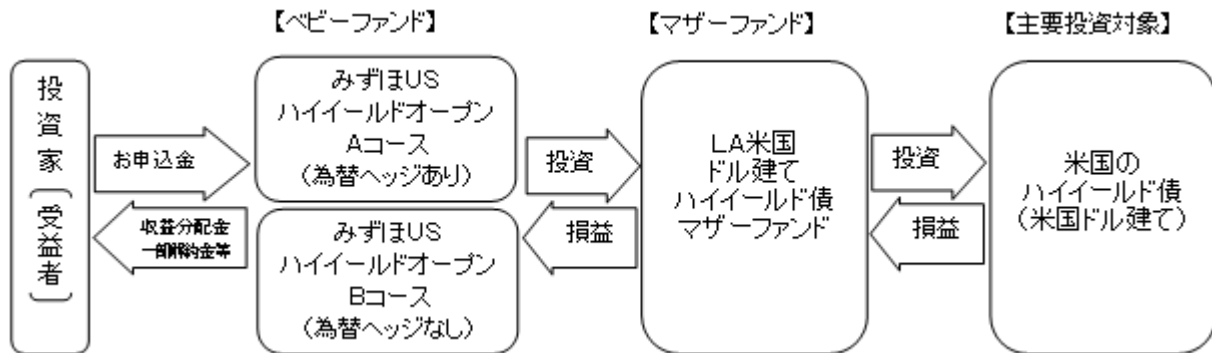 【ベビーファンド】
【マザーファンド】
【主要投資対象】
投資家（受益者）
お申込金
収益分配金
一部解約金等
みずほUS
ハイイールドオープン
Aコース
（為替ヘッジあり）
みずほUS
ハイイールドオープン
Bコース
（為替ヘッジなし）
投資
損益
LA米国
ドル建て
ハイイールド債
マザーファンド
投資
損益
米国の
ハイイールド債
（米国ドル建て）